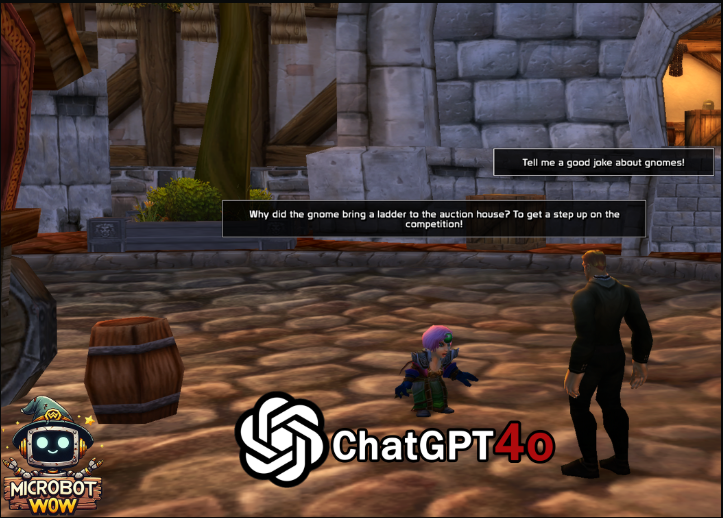 Tell me a good joke about gnomes!
Why did the gnome bring a ladder to the auction house? To get a step up on the
competition!
ChatGPT4o
MICROBOT
WOW